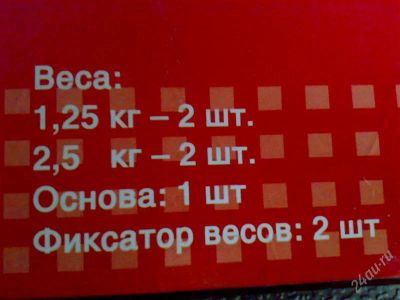 Веса:
1,25 кг – 2 шт.
2,5 кг – 2 шт.
Основа: 1 шт
Фиксатор весов: 2 шт
24au.ru